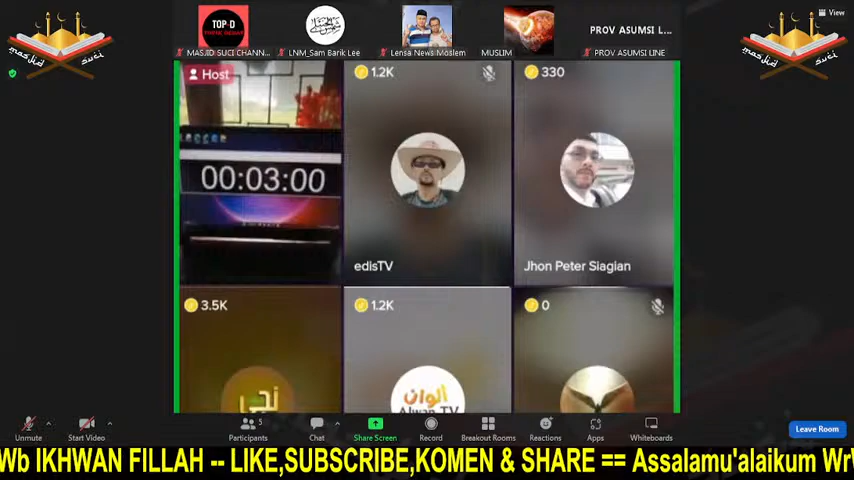 View
TOP-D
MASJID SUCI CHANN...
LNM_Sam Barik Lee
Lensa News Moslem
MUSLIM
PROV ASUMSI L...
PROV ASUMSI LINE
masjid suci
masjid suci
Host
1.2K
330
00:03:00
edisTV
Jhon Peter Siagian
3.5K
1.2K
0
الوان
Alwan TV
Unmute
Start Video
Participants
5
Chat
Share Screen
Record
Breakout Rooms
Reactions
Apps
Whiteboards
Leave Room
Wb IKHWAN FILLAH -- LIKE,SUBSCRIBE,KOMEN & SHARE == Assalamu'alaikum Wr